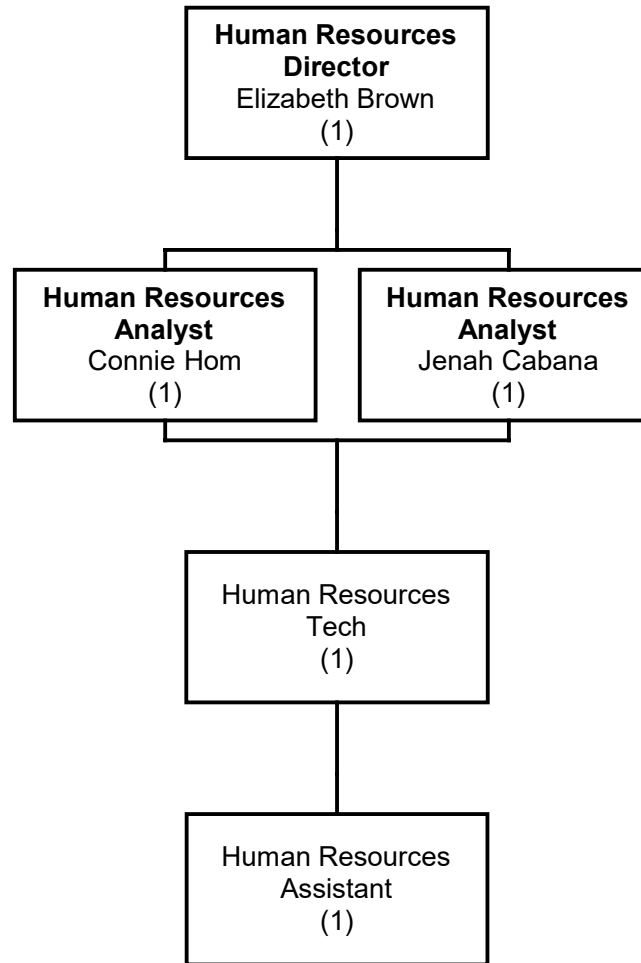 Human Resources
Director
Elizabeth Brown
(1)
Human Resources
Analyst
Connie Hom
(1)
Human Resources
Analyst
Jenah Cabana
(1)
Human Resources
Tech
(1)
Human Resources
Assistant
(1)